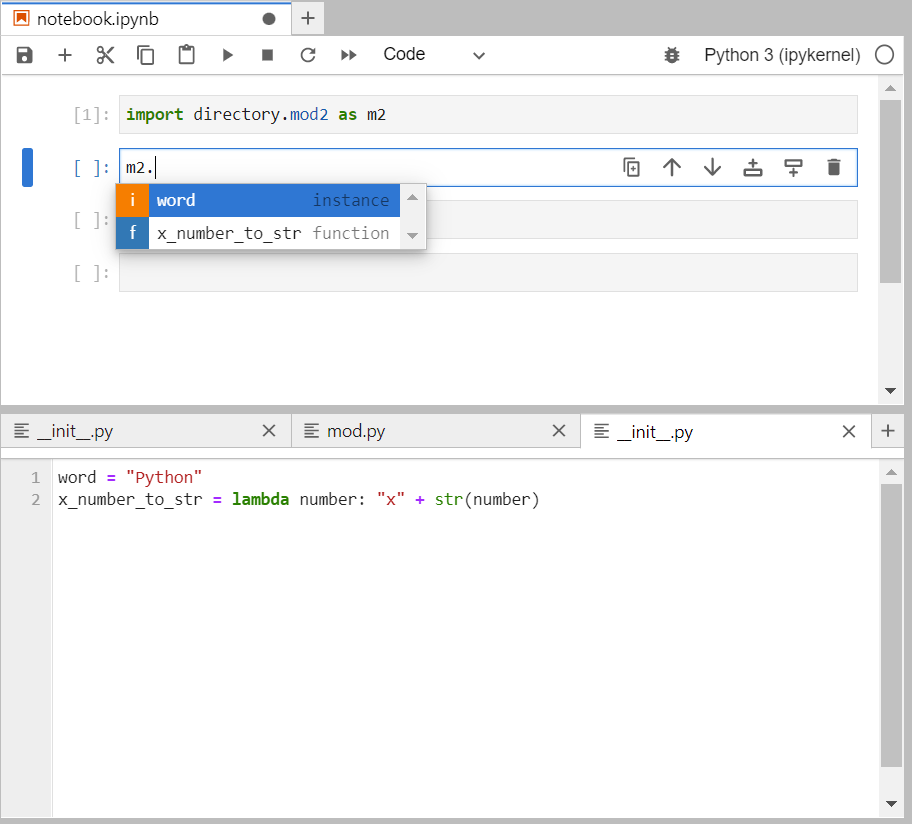 notebook.ipynb
Code Python 3 (ipykernel)
[1]: import directory.mod2 as m2
[ ]: m2.
i word instance
f x_number_to_str function
[ ]:
[ ]:
__init__.py mod.py __init__.py
1 word = "Python"
2 x_number_to_str = lambda number: "x" + str(number)